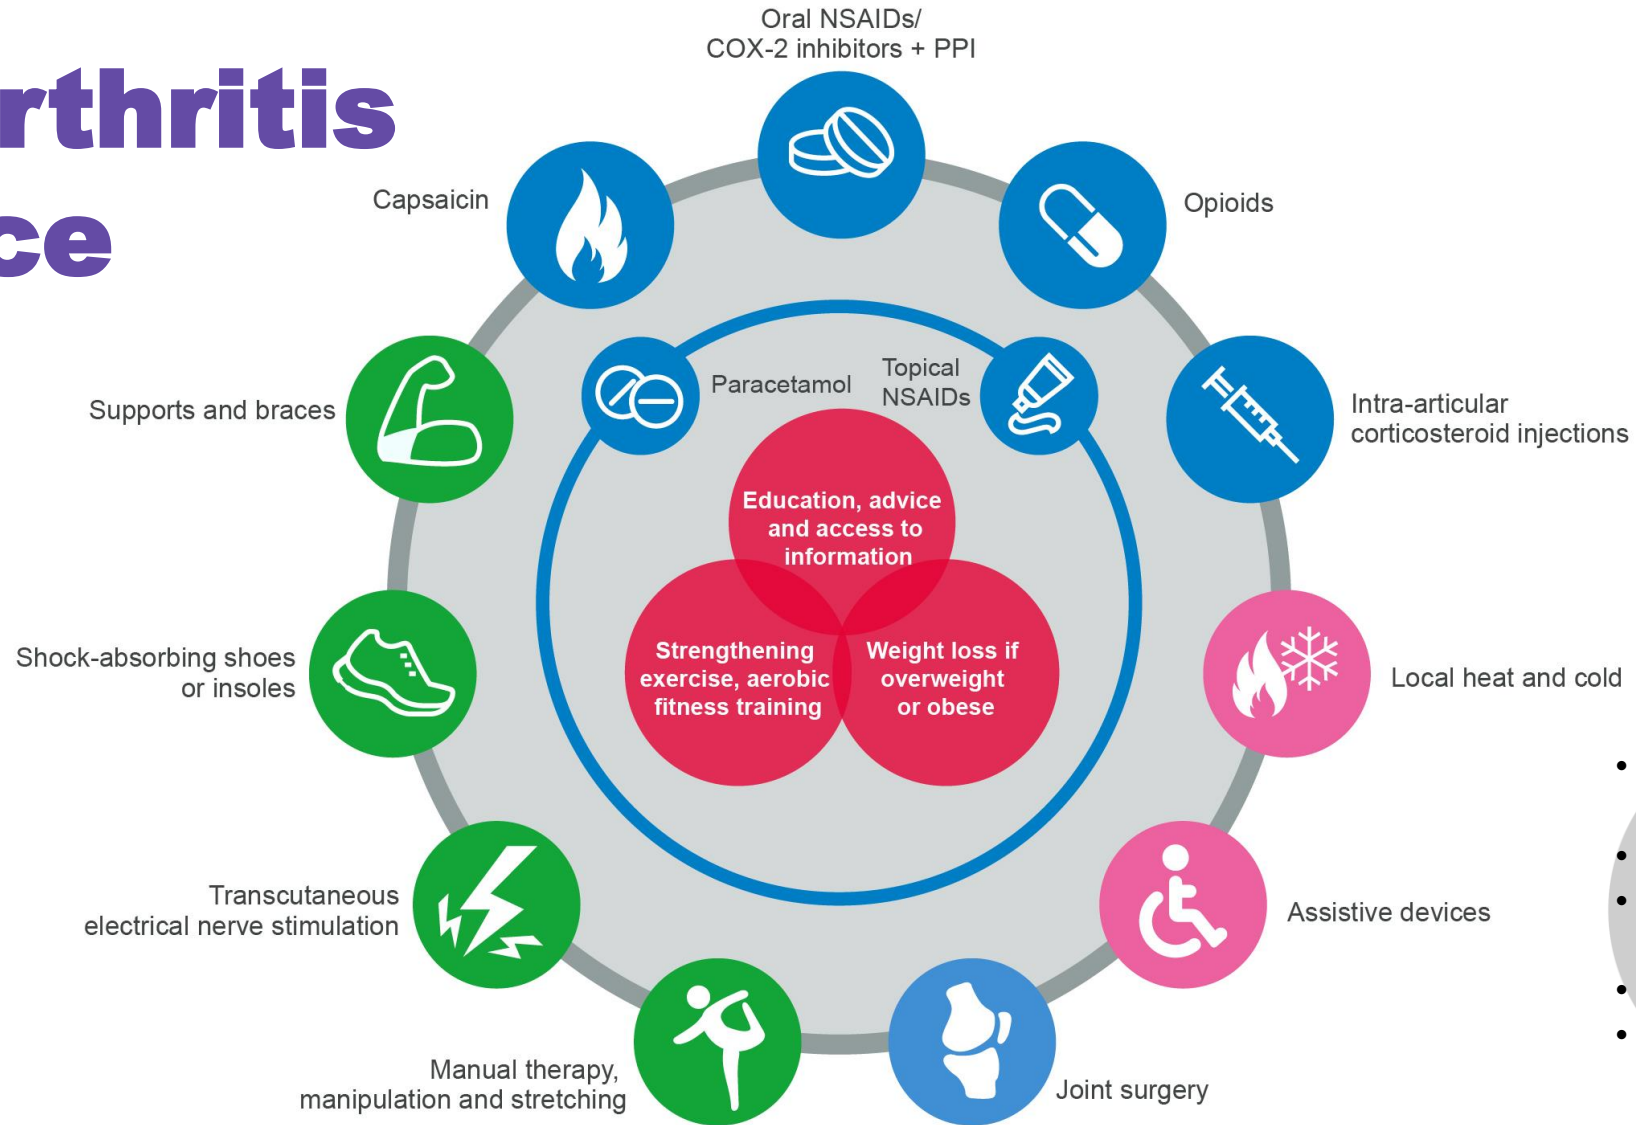 rthritis
ce
Oral NSAIDs/
COX-2 inhibitors + PPI
Capsaicin
Opioids
Paracetamol
Topical
NSAIDs
Supports and braces
Intra-articular
corticosteroid injections
Education, advice
and access to
information
Strengthening
exercise, aerobic
fitness training
Weight loss if
overweight
or obese
Shock-absorbing shoes
or insoles
Local heat and cold
Transcutaneous
electrical nerve stimulation
Assistive devices
Manual therapy,
manipulation and stretching
Joint surgery